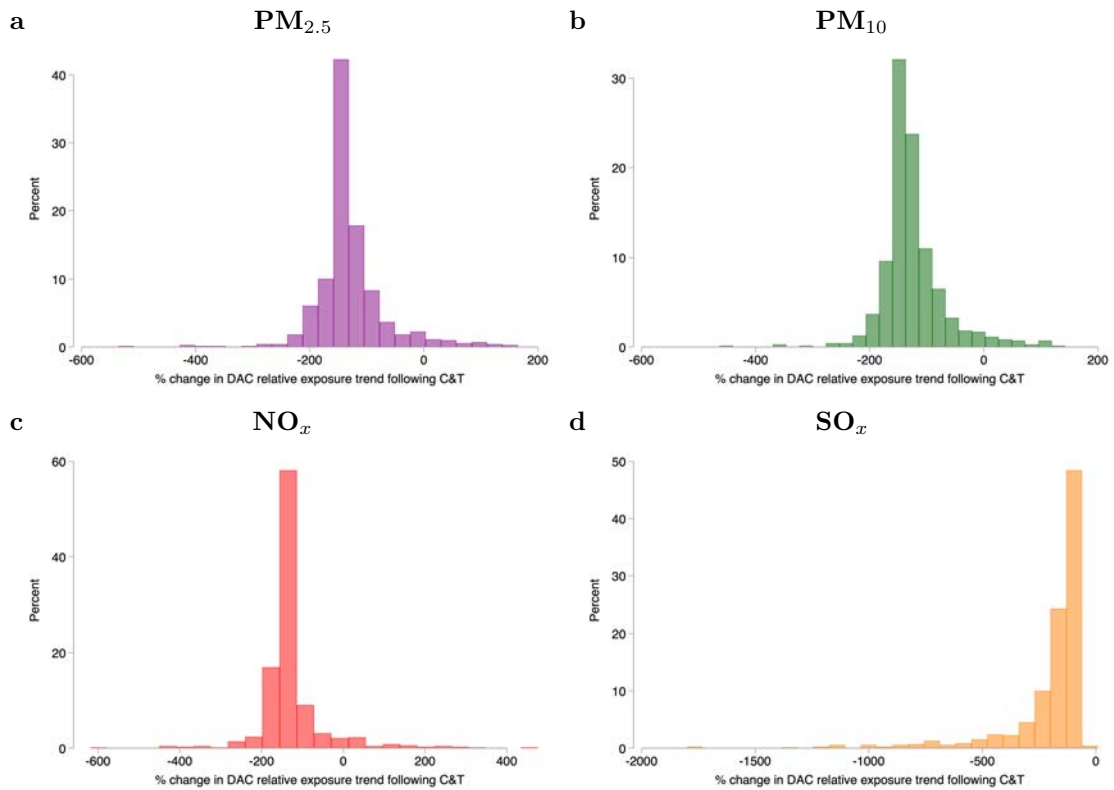 a PM2.5
40
30
20
10
0
Percent
-600 -400 -200 0 200
% change in DAC relative exposure trend following C&T
b PM10
30
20
10
0
Percent
-600 -400 -200 0 200
% change in DAC relative exposure trend following C&T
c NOx
60
40
20
0
Percent
-600 -400 -200 0 200 400
% change in DAC relative exposure trend following C&T
d SOx
50
40
30
20
10
0
Percent
-2000 -1500 -1000 -500 0
% change in DAC relative exposure trend following C&T